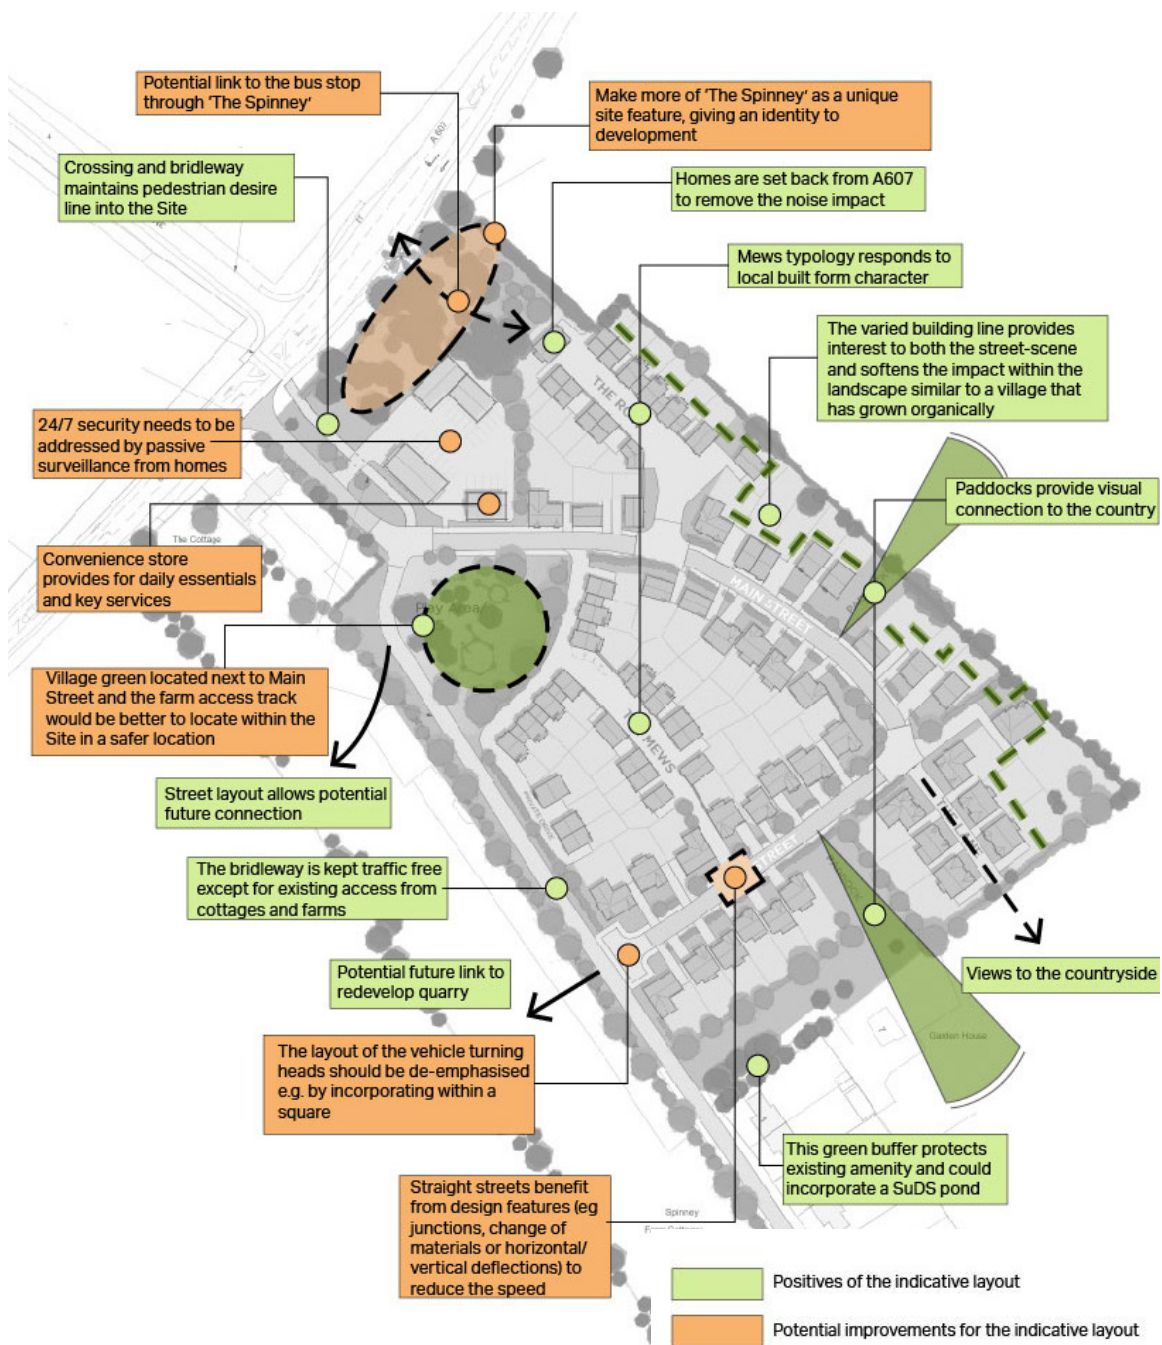 Potential link to the bus stop
through 'The Spinney'
Make more of 'The Spinney' as a unique
site feature, giving an identity to
development
A 607
Crossing and bridleway
maintains pedestrian desire
line into the Site
Homes are set back from A607
to remove the noise impact
Mews typology responds to
local built form character
The varied building line provides
interest to both the street-scene
and softens the impact within the
landscape similar to a village that
has grown organically
24/7 security needs to be
addressed by passive
surveillance from homes
Paddocks provide visual
connection to the country
The Cottage
Convenience store
provides for daily essentials
and key services
Play Area
MAIN STREET
Village green located next to Main
Street and the farm access track
would be better to locate within the
Site in a safer location
MEWS
Street layout allows potential
future connection
PRIVATE DRIVE
STREET
The bridleway is kept traffic free
except for existing access from
cottages and farms
Potential future link to
redevelop quarry
Views to the countryside
7
Garden House
The layout of the vehicle turning
heads should be de-emphasised
e.g. by incorporating within a
square
This green buffer protects
existing amenity and could
incorporate a SuDS pond
Straight streets benefit
from design features (eg
junctions, change of
materials or horizontal/
vertical deflections) to
reduce the speed
Spinney
Positives of the indicative layout
Potential improvements for the indicative layout